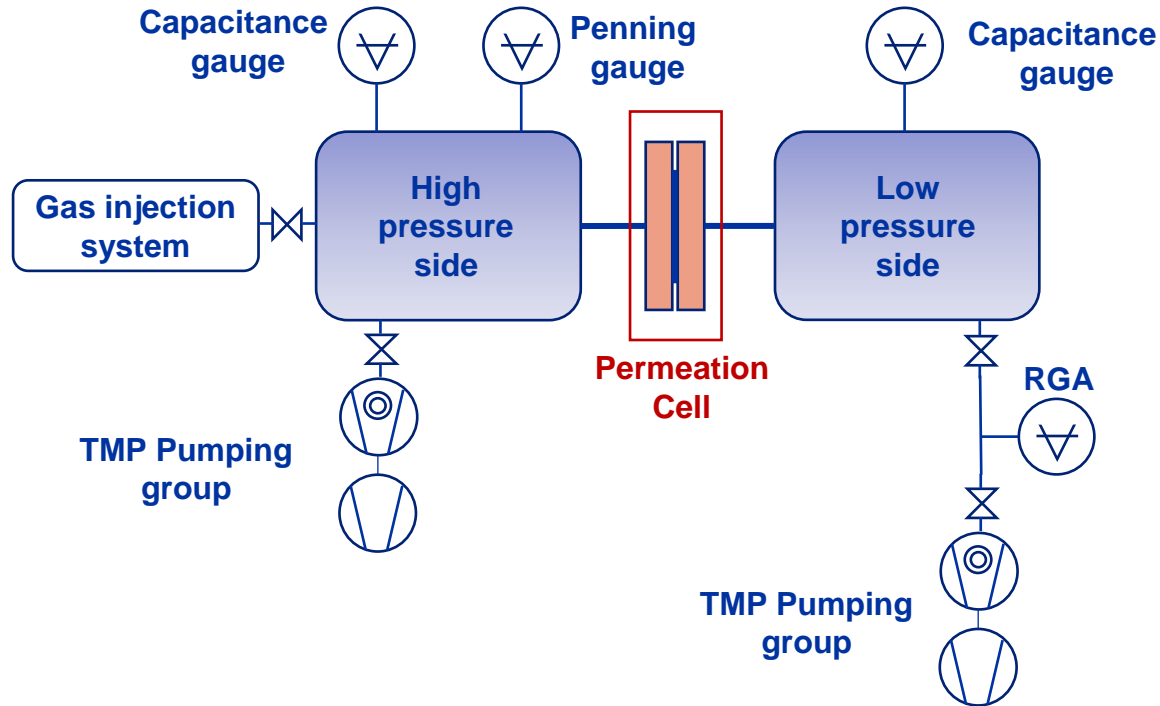 Capacitance
gauge
Penning
gauge
Capacitance
gauge
Gas injection
system
High
pressure
side
Low
pressure
side
Permeation
Cell
RGA
TMP Pumping
group
TMP Pumping
group